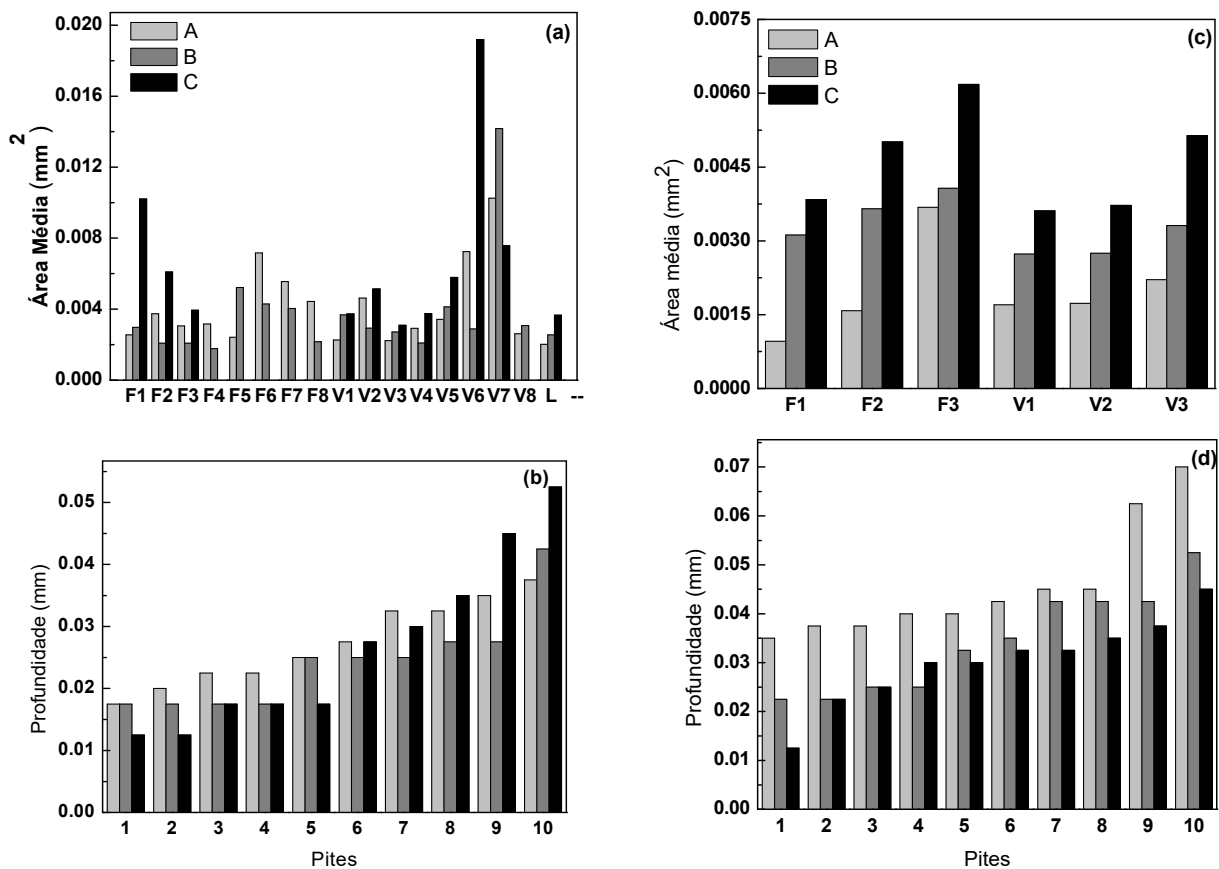 0.020
0.016
0.012
0.008
0.004
0.000
Área Média (mm²)
A
B
C
(a)
F1 F2 F3 F4 F5 F6 F7 F8 V1 V2 V3 V4 V5 V6 V7 V8 L --
0.0075
0.0060
0.0045
0.0030
0.0015
0.0000
Área média (mm²)
A
B
C
(c)
F1 F2 F3 V1 V2 V3
0.05
0.04
0.03
0.02
0.01
0.00
Profundidade (mm)
(b)
1 2 3 4 5 6 7 8 9 10
Pites
0.07
0.06
0.05
0.04
0.03
0.02
0.01
0.00
Profundidade (mm)
(d)
1 2 3 4 5 6 7 8 9 10
Pites